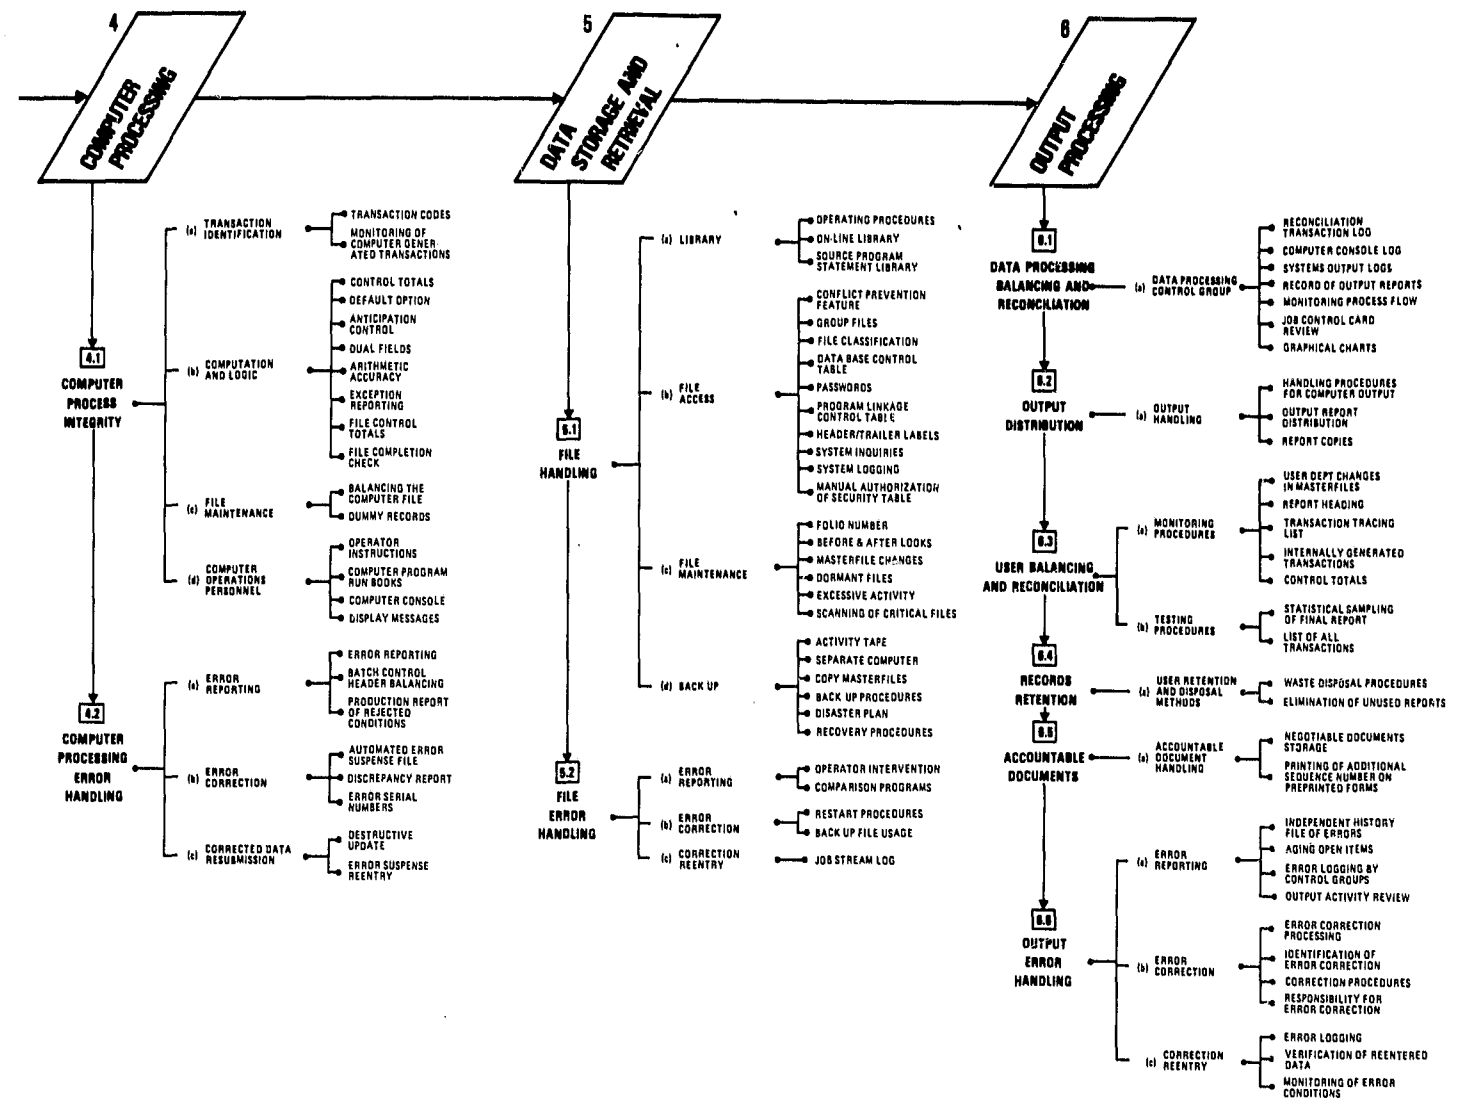 4
COMPUTER
PROCESSING
4.1
COMPUTER
PROCESS
INTEGRITY
(a) TRANSACTION
IDENTIFICATION
TRANSACTION CODES
MONITORING OF
COMPUTER GENER-
ATED TRANSACTIONS
(b) COMPUTATION
AND LOGIC
CONTROL TOTALS
DEFAULT OPTION
ANTICIPATION
CONTROL
DUAL FIELDS
ARITHMETIC
ACCURACY
EXCEPTION
REPORTING
FILE CONTROL
TOTALS
FILE COMPLETION
CHECK
(c) FILE
MAINTENANCE
BALANCING THE
COMPUTER FILE
DUMMY RECORDS
(d) COMPUTER
OPERATIONS
PERSONNEL
OPERATOR
INSTRUCTIONS
COMPUTER PROGRAM
RUN BOOKS
COMPUTER CONSOLE
DISPLAY MESSAGES
4.2
COMPUTER
PROCESSING
ERROR
HANDLING
(a) ERROR
REPORTING
ERROR REPORTING
BATCH CONTROL
HEADER BALANCING
PRODUCTION REPORT
OF REJECTED
CONDITIONS
(b) ERROR
CORRECTION
AUTOMATED ERROR
SUSPENSE FILE
DISCREPANCY REPORT
ERROR SERIAL
NUMBERS
(c) CORRECTED DATA
RESUBMISSION
DESTRUCTIVE
UPDATE
ERROR SUSPENSE
REENTRY
5
DATA
STORAGE AND
RETRIEVAL
5.1
FILE
HANDLING
(a) LIBRARY
OPERATING PROCEDURES
ON-LINE LIBRARY
SOURCE PROGRAM
STATEMENT LIBRARY
(b) FILE
ACCESS
CONFLICT PREVENTION
FEATURE
GROUP FILES
FILE CLASSIFICATION
DATA BASE CONTROL
TABLE
PASSWORDS
PROGRAM LINKAGE
CONTROL TABLE
HEADER/TRAILER LABELS
SYSTEM INQUIRIES
SYSTEM LOGGING
MANUAL AUTHORIZATION
OF SECURITY TABLE
(c) FILE
MAINTENANCE
FOLIO NUMBER
BEFORE & AFTER LOOKS
MASTERFILE CHANGES
DORMANT FILES
EXCESSIVE ACTIVITY
SCANNING OF CRITICAL FILES
(d) BACK UP
ACTIVITY TAPE
SEPARATE COMPUTER
COPY MASTERFILES
BACK UP PROCEDURES
DISASTER PLAN
RECOVERY PROCEDURES
5.2
FILE
ERROR
HANDLING
(a) ERROR
REPORTING
OPERATOR INTERVENTION
COMPARISON PROGRAMS
(b) ERROR
CORRECTION
RESTART PROCEDURES
BACK UP FILE USAGE
(c) CORRECTION
REENTRY
JOB STREAM LOG
6
OUTPUT
PROCESSING
6.1
DATA PROCESSING
BALANCING AND
RECONCILIATION
(a) DATA PROCESSING
CONTROL GROUP
RECONCILIATION
TRANSACTION LOG
COMPUTER CONSOLE LOG
SYSTEMS OUTPUT LOGS
RECORD OF OUTPUT REPORTS
MONITORING PROCESS FLOW
JOB CONTROL CARD
REVIEW
GRAPHICAL CHARTS
6.2
OUTPUT
DISTRIBUTION
(a) OUTPUT
HANDLING
HANDLING PROCEDURES
FOR COMPUTER OUTPUT
OUTPUT REPORT
DISTRIBUTION
REPORT COPIES
6.3
USER BALANCING
AND RECONCILIATION
(a) MONITORING
PROCEDURES
USER DEPT CHANGES
IN MASTERFILES
REPORT HEADING
TRANSACTION TRACING
LIST
INTERNALLY GENERATED
TRANSACTIONS
CONTROL TOTALS
(b) TESTING
PROCEDURES
STATISTICAL SAMPLING
OF FINAL REPORT
LIST OF ALL
TRANSACTIONS
6.4
RECORDS
RETENTION
(a) USER RETENTION
AND DISPOSAL
METHODS
WASTE DISPOSAL PROCEDURES
ELIMINATION OF UNUSED REPORTS
6.5
ACCOUNTABLE
DOCUMENTS
(a) ACCOUNTABLE
DOCUMENT
HANDLING
NEGOTIABLE DOCUMENTS
STORAGE
PRINTING OF ADDITIONAL
SEQUENCE NUMBER ON
PREPRINTED FORMS
6.6
OUTPUT
ERROR
HANDLING
(a) ERROR
REPORTING
INDEPENDENT HISTORY
FILE OF ERRORS
AGING OPEN ITEMS
ERROR LOGGING BY
CONTROL GROUPS
OUTPUT ACTIVITY REVIEW
(b) ERROR
CORRECTION
ERROR CORRECTION
PROCESSING
IDENTIFICATION OF
ERROR CORRECTION
CORRECTION PROCEDURES
RESPONSIBILITY FOR
ERROR CORRECTION
(c) CORRECTION
REENTRY
ERROR LOGGING
VERIFICATION OF REENTERED
DATA
MONITORING OF ERROR
CONDITIONS